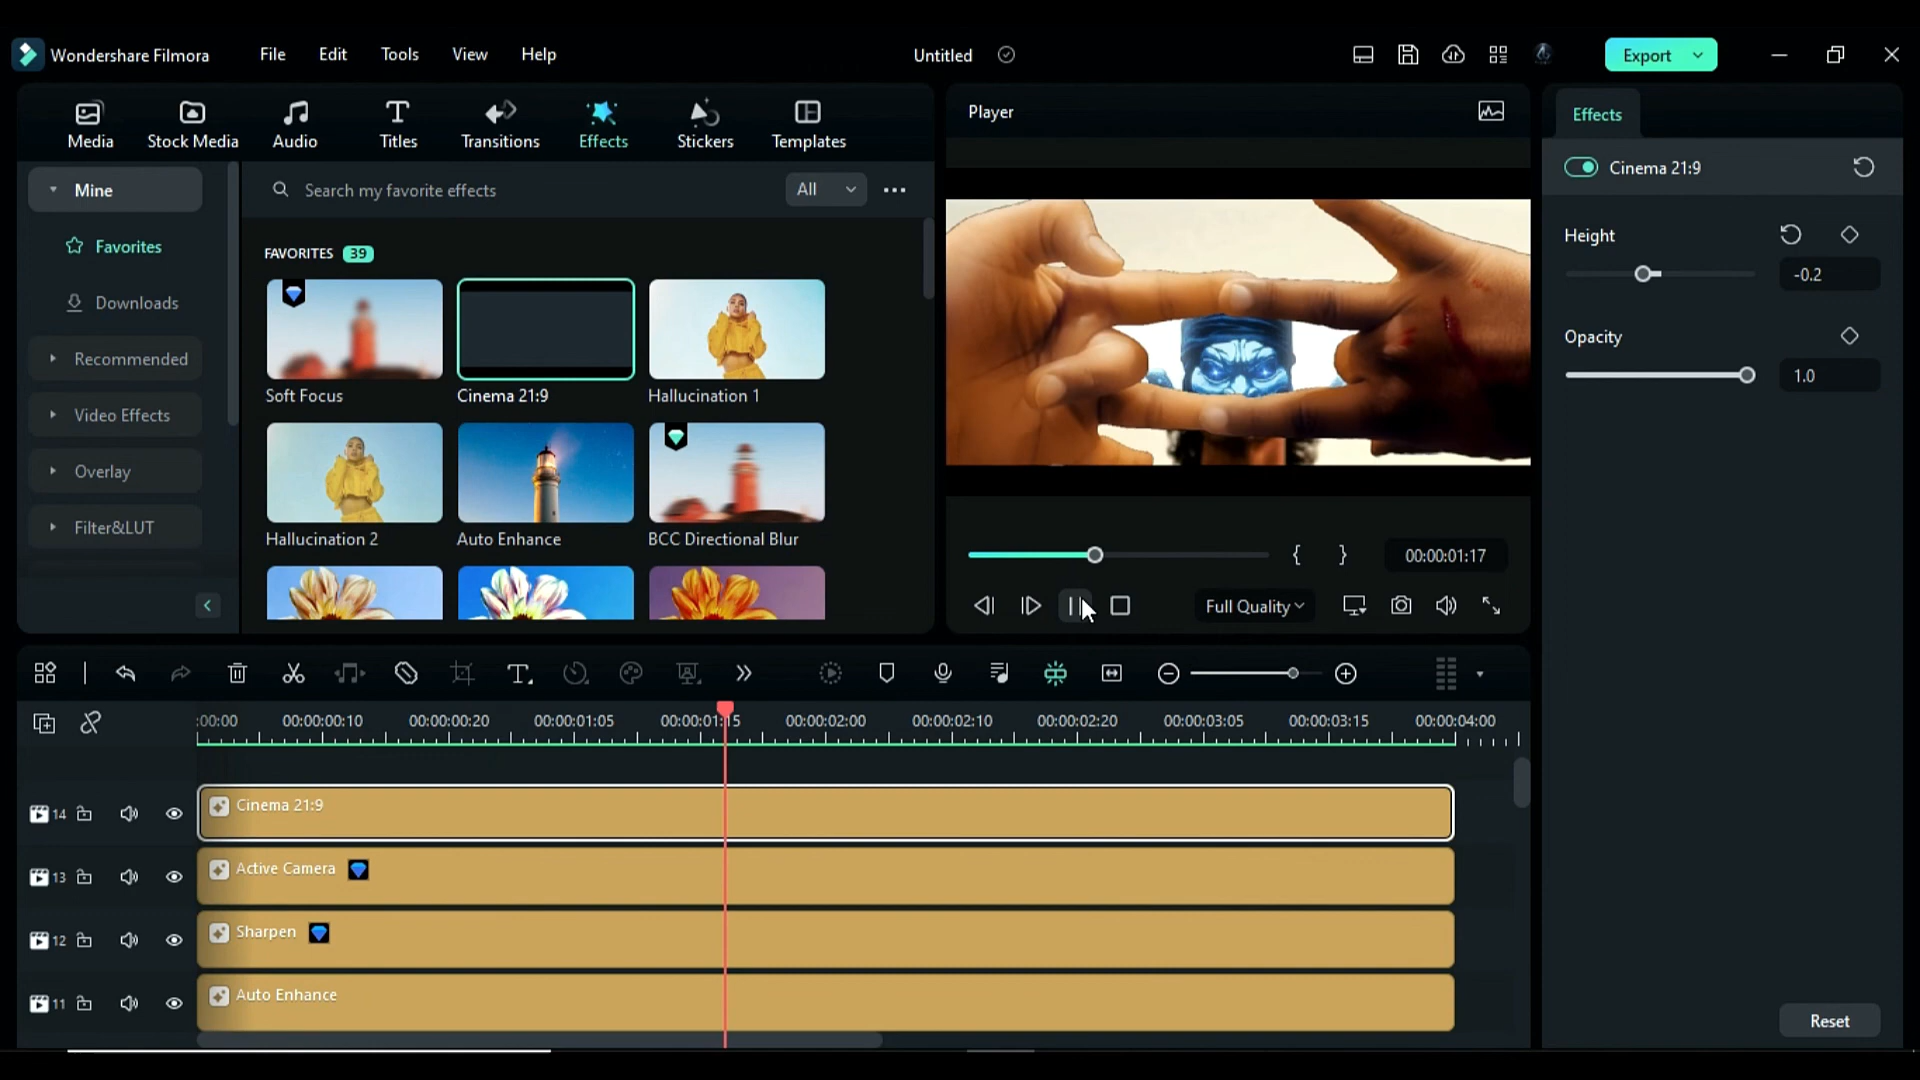 Wondershare Filmora File Edit Tools View Help Untitled Export
Media Stock Media Audio Titles Transitions Effects Stickers Templates
Mine
Favorites
Downloads
Recommended
Video Effects
Overlay
Filter&LUT
Search my favorite effects All
FAVORITES 39
Soft Focus Cinema 21:9 Hallucination 1
Hallucination 2 Auto Enhance BCC Directional Blur
Player
00:00:01:17
Full Quality
Effects
Cinema 21:9
Height
-0.2
Opacity
1.0
Reset
:00:00 00:00:00:10 00:00:00:20 00:00:01:05 00:00:01:15 00:00:02:00 00:00:02:10 00:00:02:20 00:00:03:05 00:00:03:15 00:00:04:00
14 Cinema 21:9
13 Active Camera
12 Sharpen
11 Auto Enhance